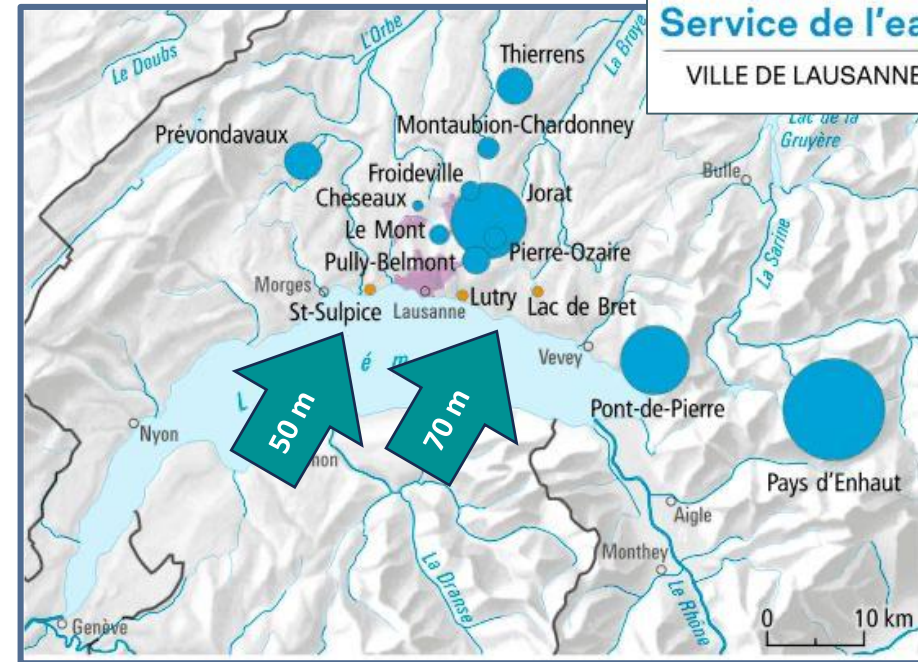 Service de l'ea
VILLE DE LAUSANNE
Le Doubs
L'Orbe
La Broye
Thierrens
Lac de la
Gruyère
Prévondavaux
Montaubion-Chardonney
Bulle
Froideville
Cheseaux
Jorat
Le Mont
La Sarine
Pully-Belmont
Pierre-Ozaire
Morges
St-Sulpice
Lausanne
Lutry
Lac de Bret
Vevey
L é m
50 m
70 m
Pont-de-Pierre
Nyon
non
Pays d'Enhaut
Aigle
Monthey
La Dranse
Le Rhône
Genève
0 10 km